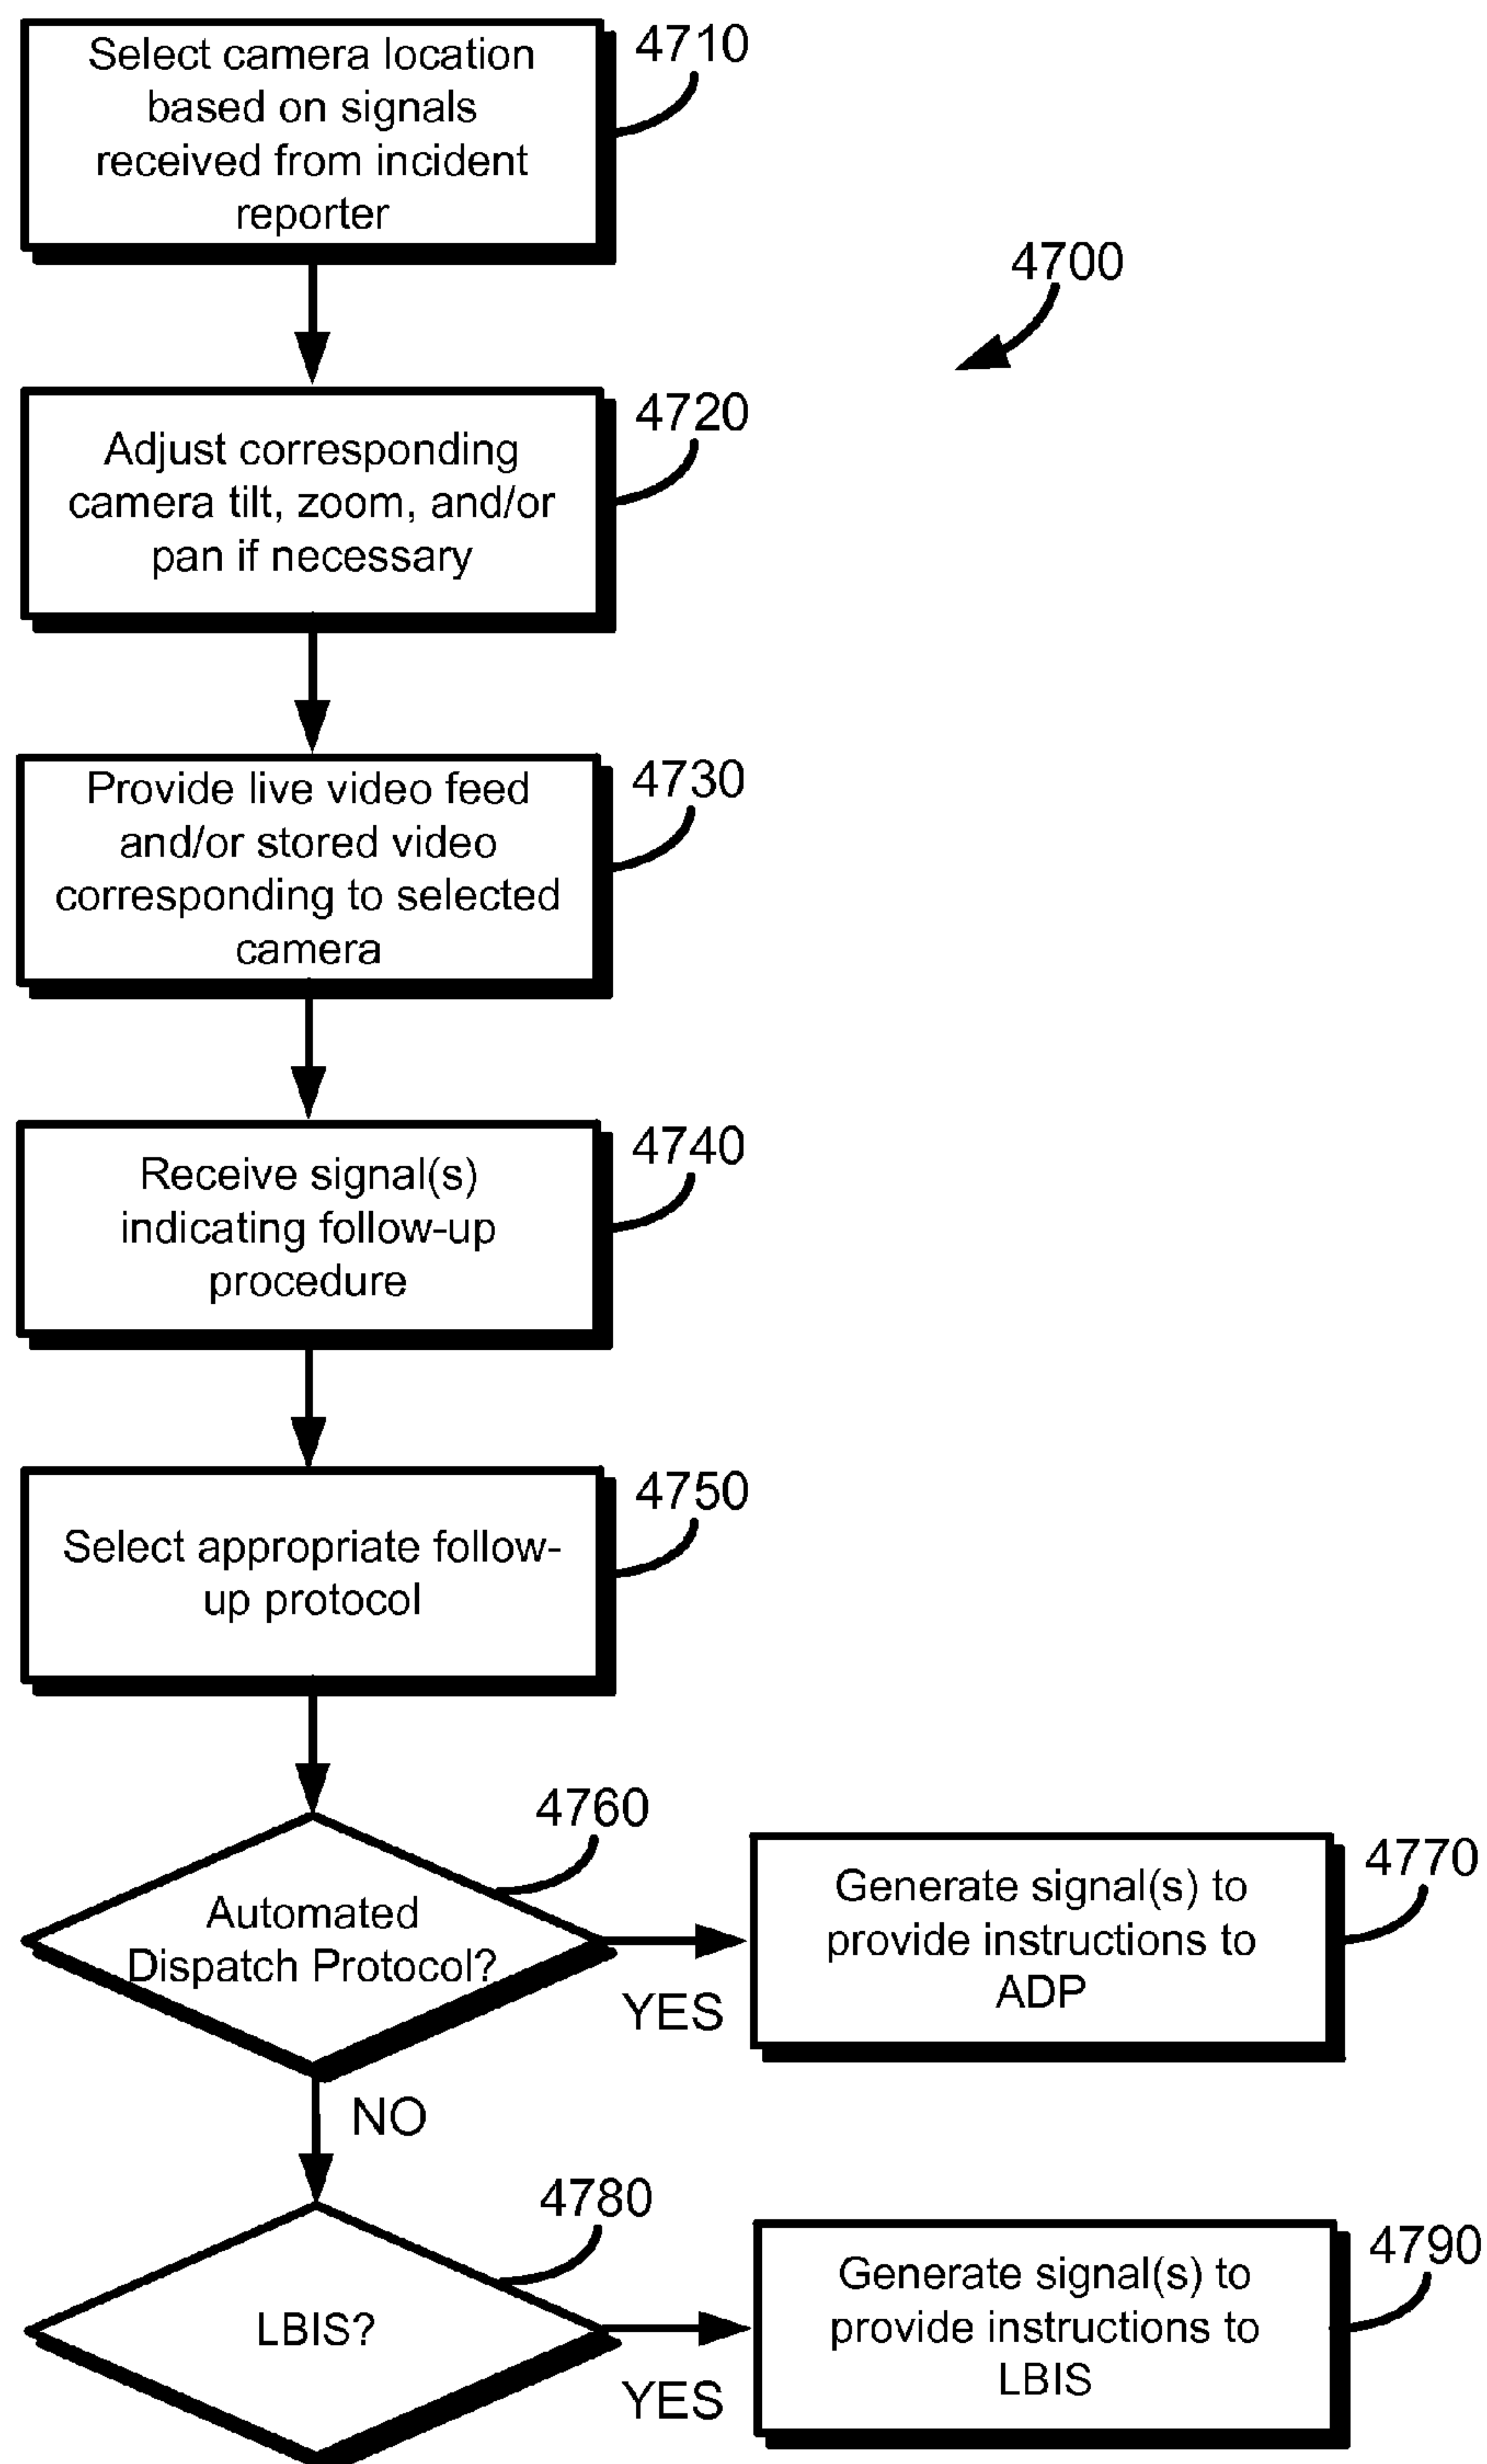 Select camera location
based on signals
received from incident
reporter
4710
4700
Adjust corresponding
camera tilt, zoom, and/or
pan if necessary
4720
Provide live video feed
and/or stored video
corresponding to selected
camera
4730
Receive signal(s)
indicating follow-up
procedure
4740
Select appropriate follow-
up protocol
4750
Automated
Dispatch Protocol?
4760
YES
Generate signal(s) to
provide instructions to
ADP
4770
NO
LBIS?
4780
YES
Generate signal(s) to
provide instructions to
LBIS
4790